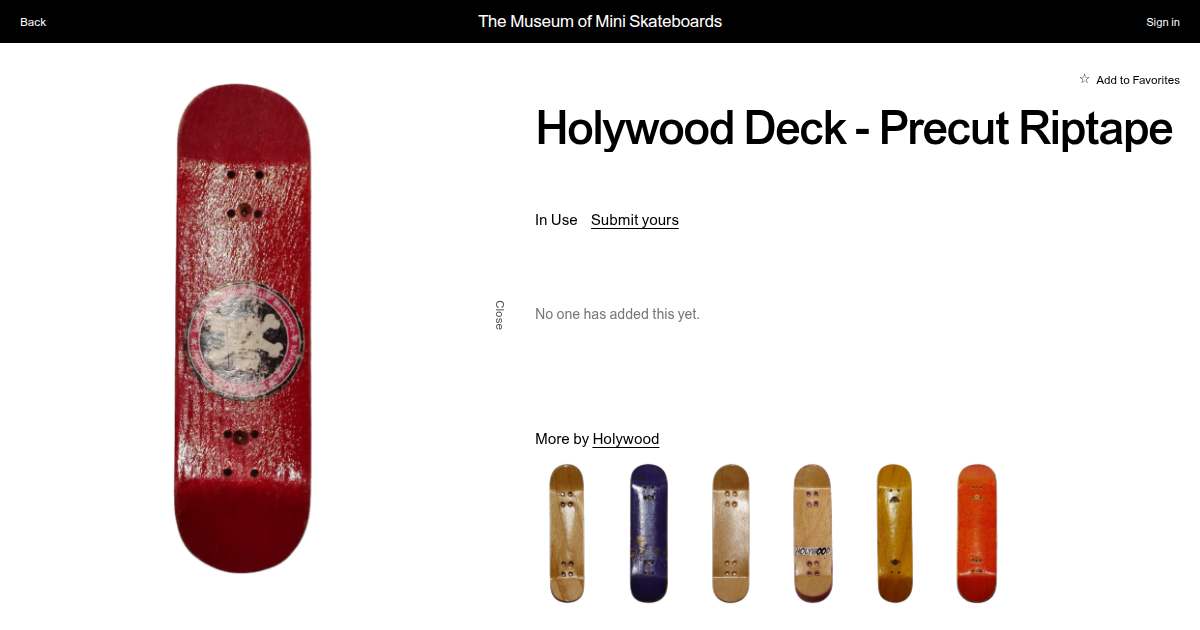 Back
The Museum of Mini Skateboards
Sign in
☆ Add to Favorites
Holywood Deck - Precut Riptape
In Use Submit yours
Close
No one has added this yet.
More by Holywood
HOLYWOOD